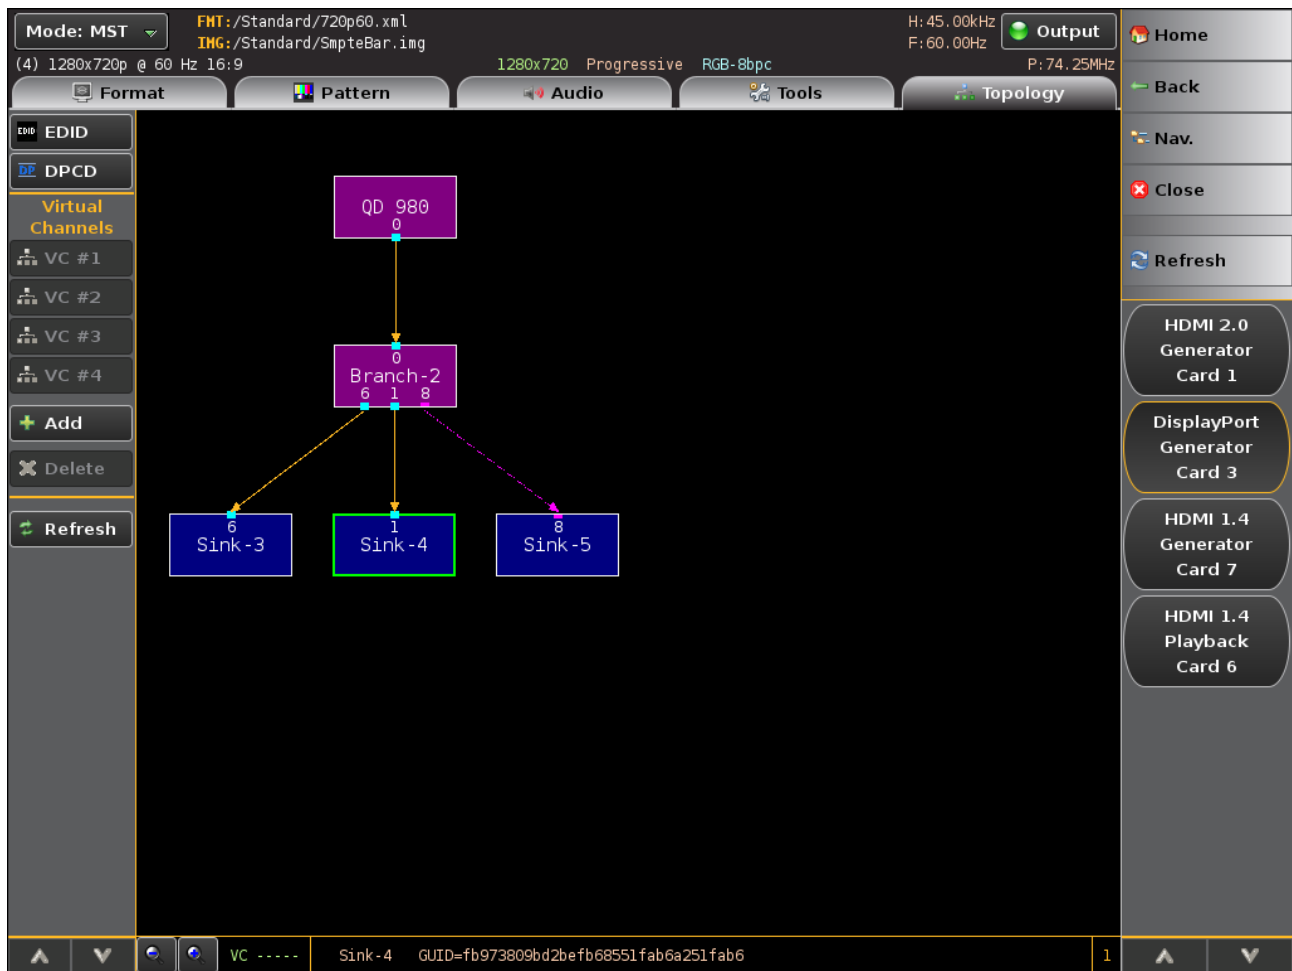 Mode: MST
FMT:/Standard/720p60.xml
IMG:/Standard/SmpteBar.img
H:45.00kHz
F:60.00Hz
Output
(4) 1280x720p @ 60 Hz 16:9
1280x720 Progressive RGB-8bpc
P:74.25MHz
Format
Pattern
Audio
Tools
Topology
EDID EDID
DP DPCD
Virtual
Channels
VC #1
VC #2
VC #3
VC #4
Add
Delete
Refresh
QD 980
0
0
Branch-2
6 1 8
6
Sink-3
1
Sink-4
8
Sink-5
Home
Back
Nav.
Close
Refresh
HDMI 2.0
Generator
Card 1
DisplayPort
Generator
Card 3
HDMI 1.4
Generator
Card 7
HDMI 1.4
Playback
Card 6
VC -----
Sink-4 GUID=fb973809bd2befb68551fab6a251fab6
1